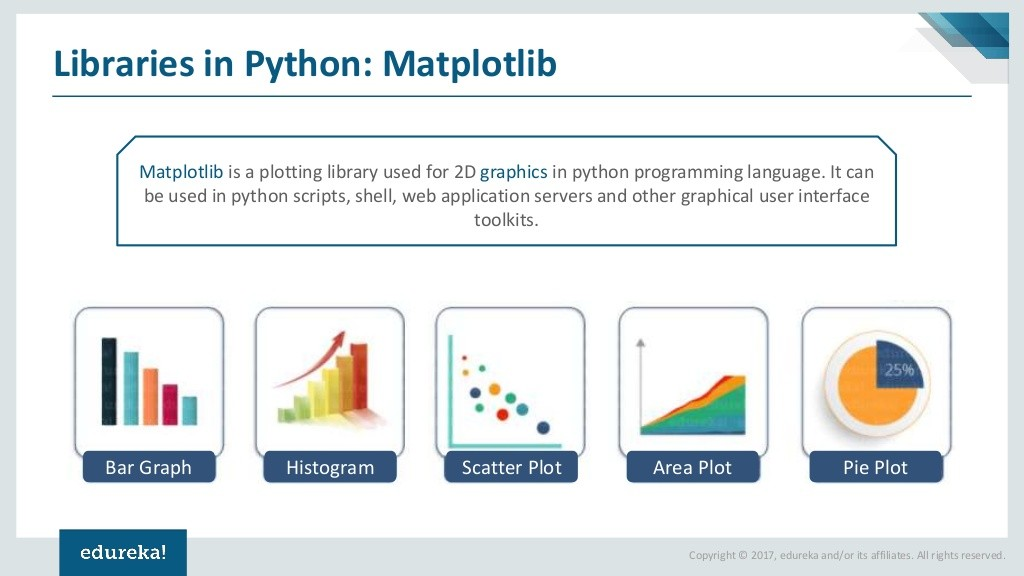 Libraries in Python: Matplotlib
Matplotlib is a plotting library used for 2D graphics in python programming language. It can
be used in python scripts, shell, web application servers and other graphical user interface
toolkits.
25%
Bar Graph
Histogram
Scatter Plot
Area Plot
Pie Plot
edureka!
Copyright © 2017, edureka and/or its affiliates. All rights reserved.